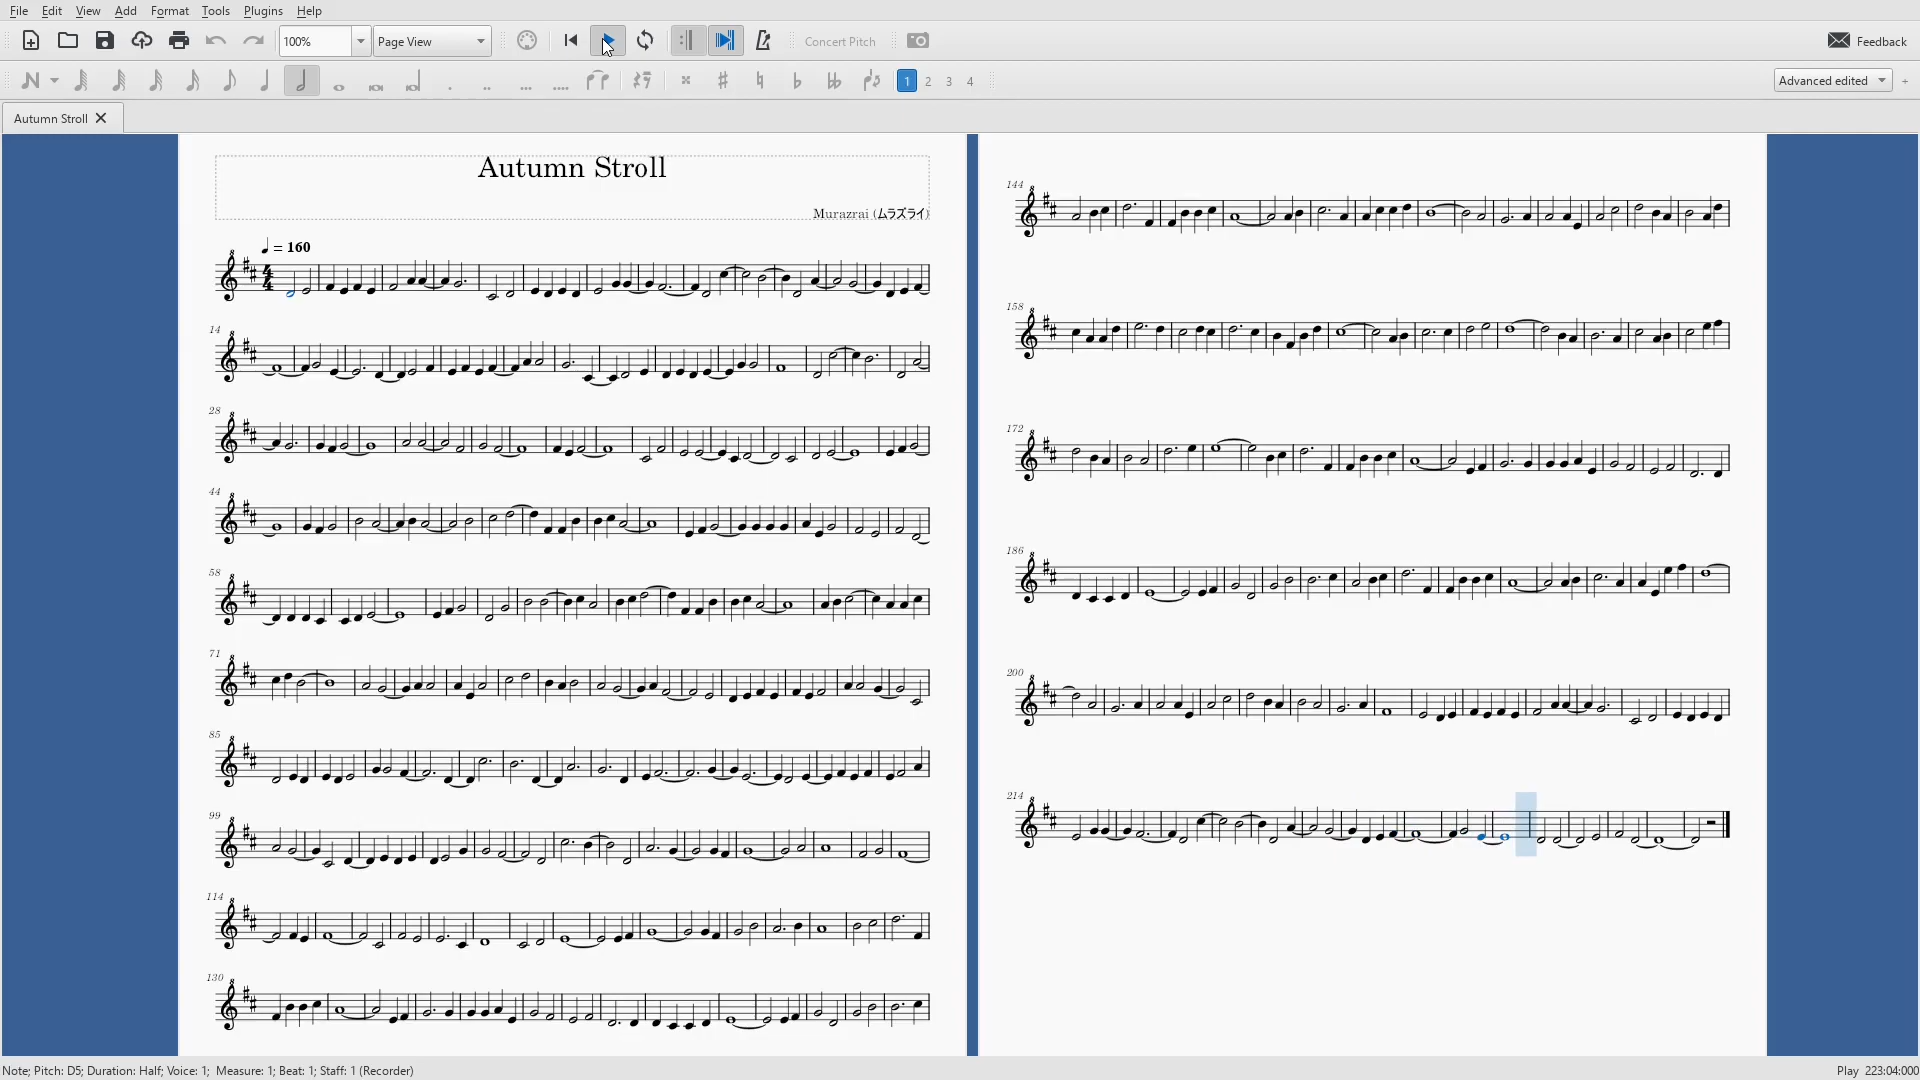 File Edit View Add Format Tools Plugins Help
100% Page View Concert Pitch Feedback
1 2 3 4 Advanced edited +
Autumn Stroll
Autumn Stroll
Murazrai (ムラズライ)
= 160
4
4
14
28
44
58
71
85
99
114
130
144
158
172
186
200
214
Note; Pitch: D5; Duration: Half; Voice: 1; Measure: 1; Beat: 1; Staff: 1 (Recorder) Play 223:04:000